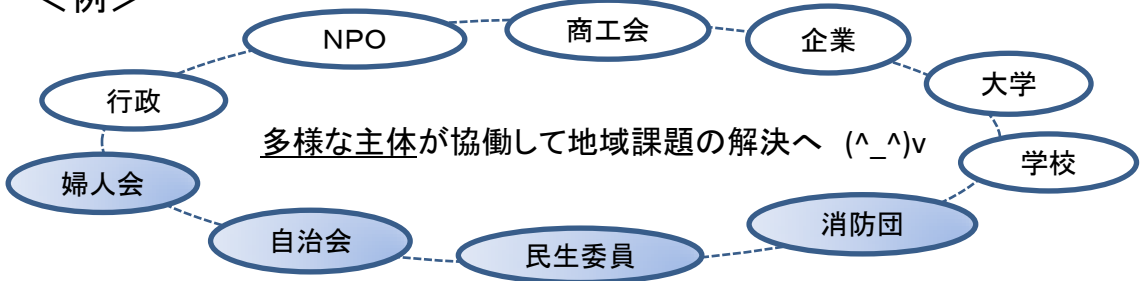 <例>
NPO
商工会
企業
行政
大学
多様な主体が協働して地域課題の解決へ (^_^)v
学校
婦人会
自治会
民生委員
消防団